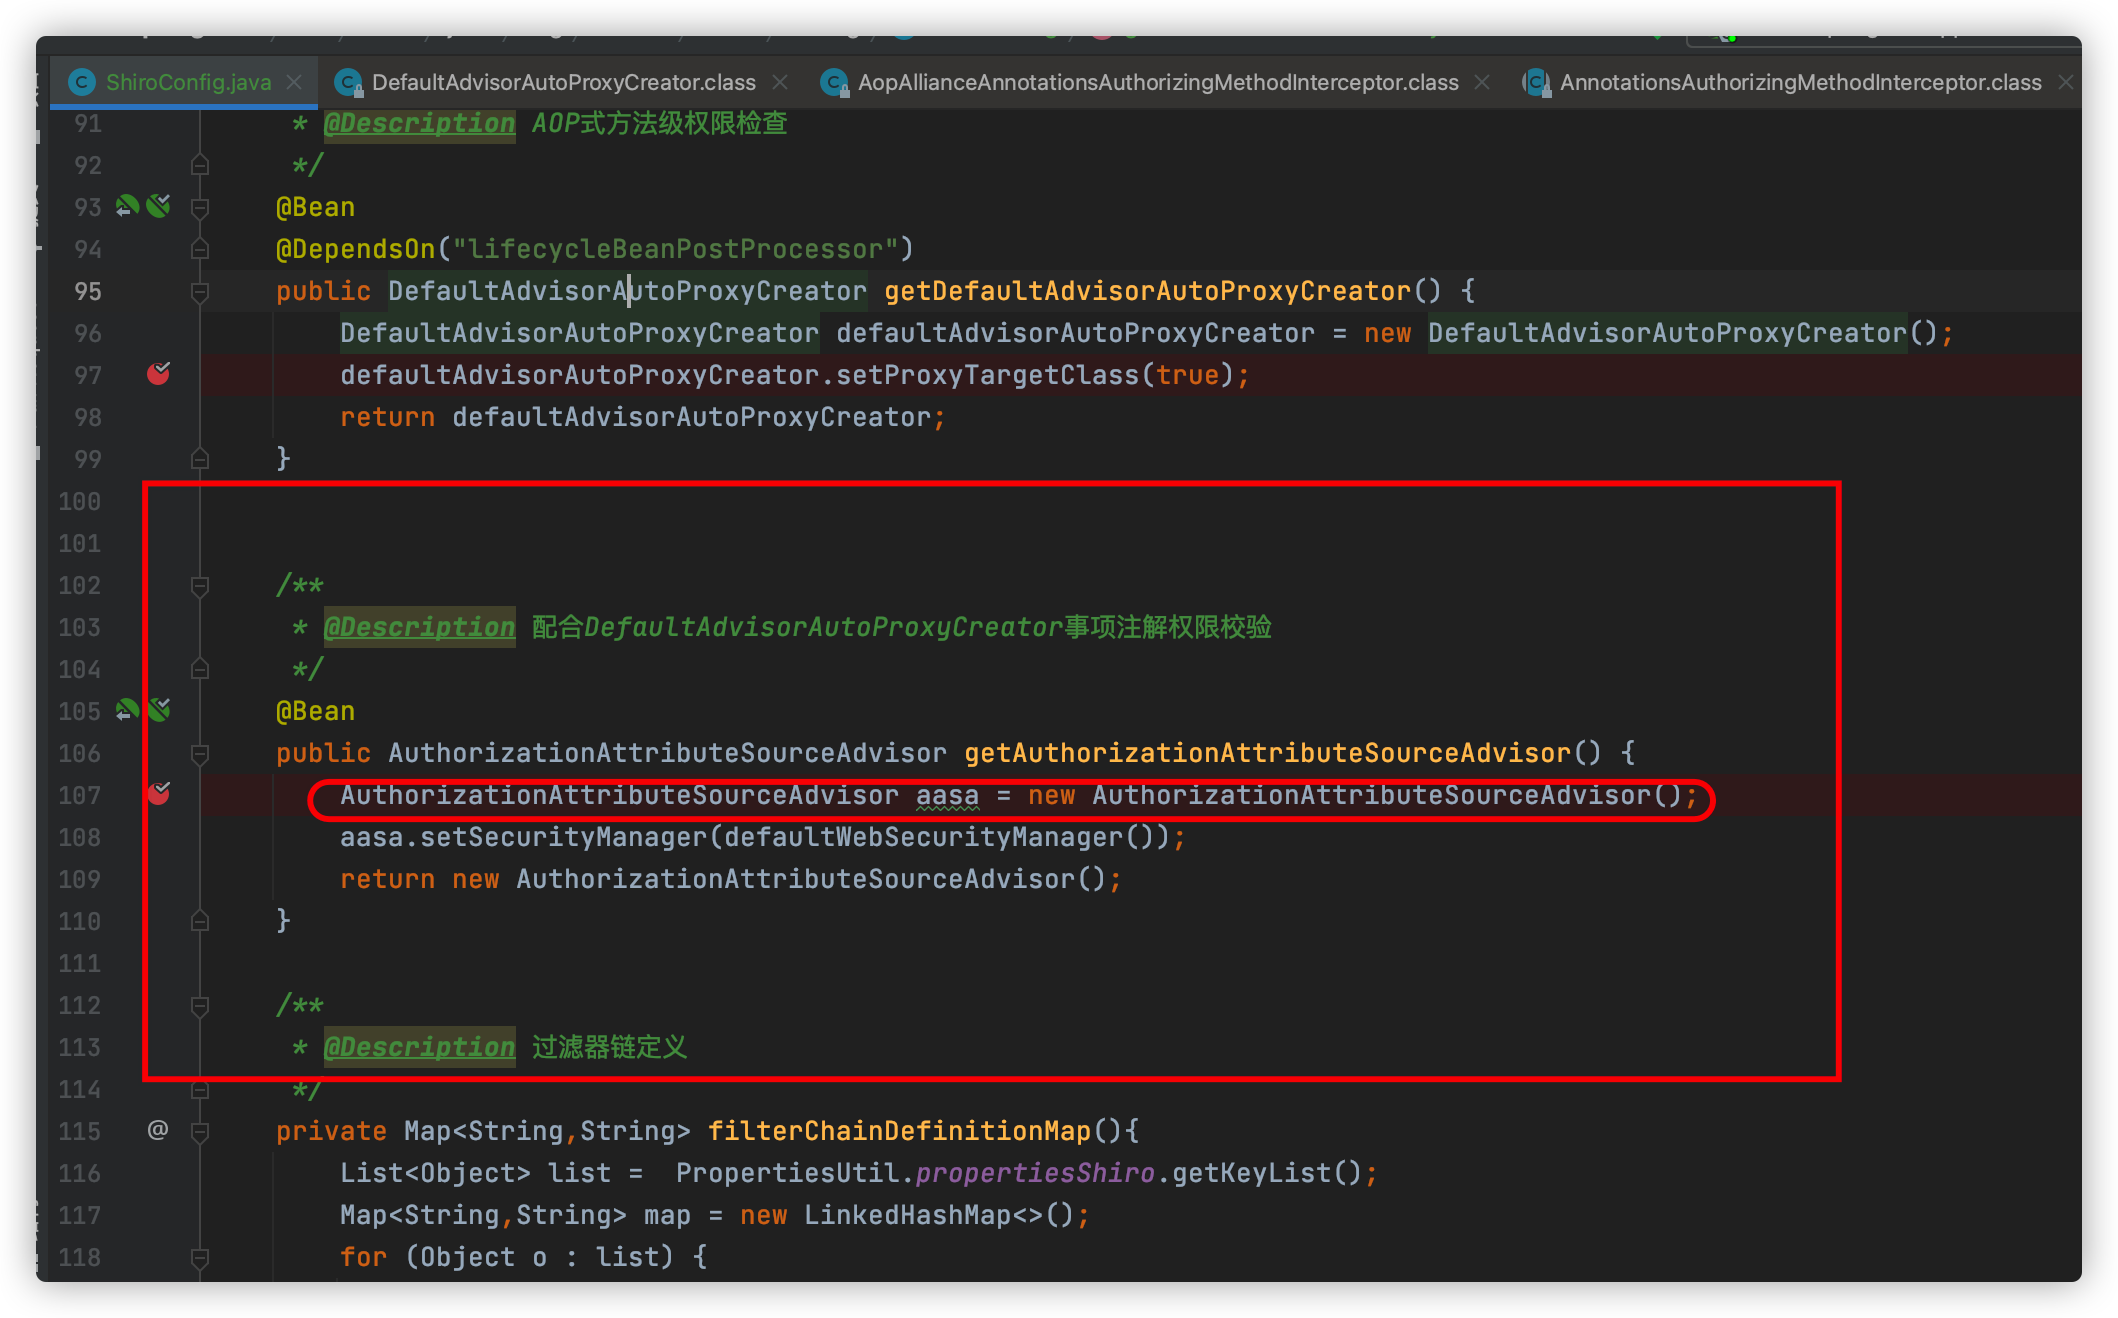 ShiroConfig.java DefaultAdvisorAutoProxyCreator.class AopAllianceAnnotationsAuthorizingMethodInterceptor.class AnnotationsAuthorizingMethodInterceptor.class
91 * @Description AOP式方法级权限检查
92 */
93 @Bean
94 @DependsOn("lifecycleBeanPostProcessor")
95 public DefaultAdvisorAutoProxyCreator getDefaultAdvisorAutoProxyCreator() {
96 DefaultAdvisorAutoProxyCreator defaultAdvisorAutoProxyCreator = new DefaultAdvisorAutoProxyCreator();
97 defaultAdvisorAutoProxyCreator.setProxyTargetClass(true);
98 return defaultAdvisorAutoProxyCreator;
99 }
100
101
102 /**
103 * @Description 配合DefaultAdvisorAutoProxyCreator事项注解权限校验
104 */
105 @Bean
106 public AuthorizationAttributeSourceAdvisor getAuthorizationAttributeSourceAdvisor() {
107 AuthorizationAttributeSourceAdvisor aasa = new AuthorizationAttributeSourceAdvisor();
108 aasa.setSecurityManager(defaultWebSecurityManager());
109 return new AuthorizationAttributeSourceAdvisor();
110 }
111
112 /**
113 * @Description 过滤器链定义
114 */
115 @ private Map<String,String> filterChainDefinitionMap(){
116 List<Object> list = PropertiesUtil.propertiesShiro.getKeyList();
117 Map<String,String> map = new LinkedHashMap<>();
118 for (Object o : list) {